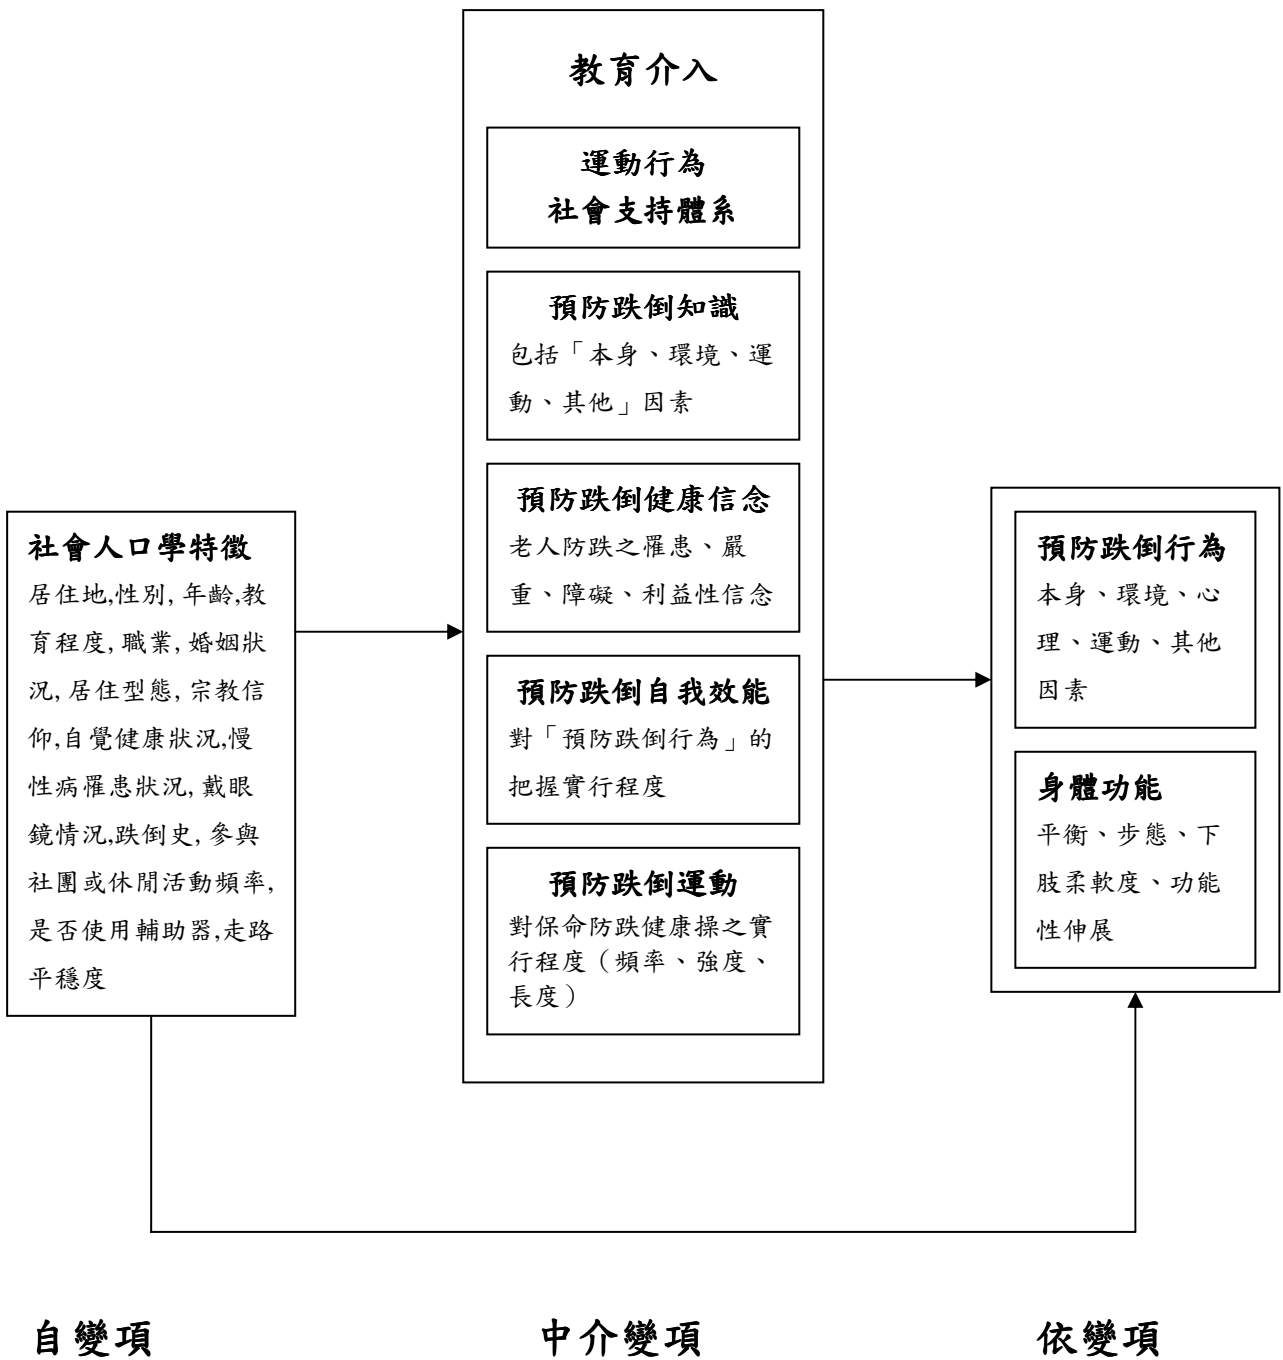 教育介入
運動行為
社會支持體系
預防跌倒知識
包括「本身、環境、運
動、其他」因素
預防跌倒健康信念
老人防跌之罹患、嚴
重、障礙、利益性信念
預防跌倒自我效能
對「預防跌倒行為」的
把握實行程度
預防跌倒運動
對保命防跌健康操之實
行程度（頻率、強度、
長度）
社會人口學特徵
居住地,性別, 年齡,教
育程度, 職業, 婚姻狀
況, 居住型態, 宗教信
仰,自覺健康狀況,慢
性病罹患狀況, 戴眼
鏡情況,跌倒史, 參與
社團或休閒活動頻率,
是否使用輔助器,走路
平穩度
預防跌倒行為
本身、環境、心
理、運動、其他
因素
身體功能
平衡、步態、下
肢柔軟度、功能
性伸展
自變項
中介變項
依變項